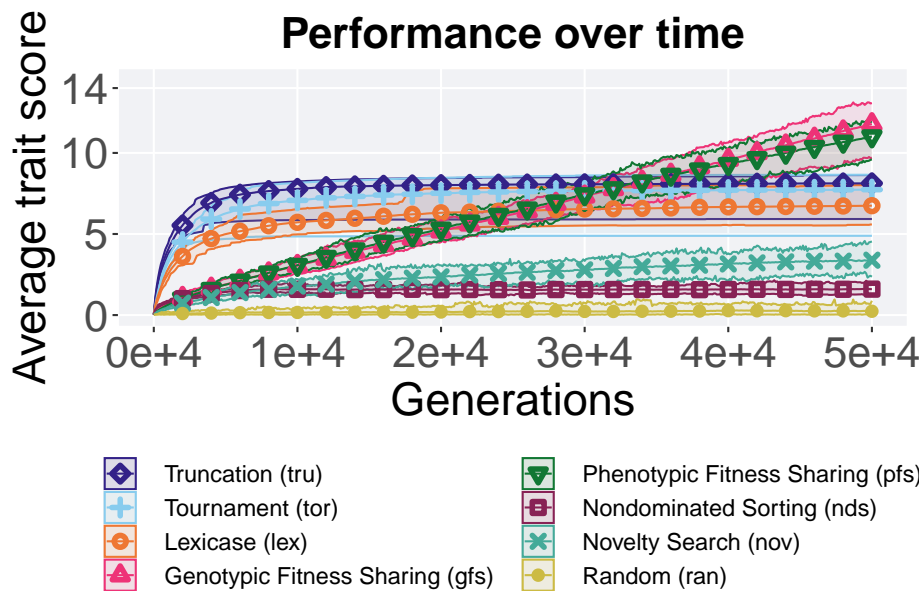 Performance over time
Average trait score
14
10
5
0
0e+4 1e+4 2e+4 3e+4 4e+4 5e+4
Generations
Truncation (tru)
Tournament (tor)
Lexicase (lex)
Genotypic Fitness Sharing (gfs)
Phenotypic Fitness Sharing (pfs)
Nondominated Sorting (nds)
Novelty Search (nov)
Random (ran)